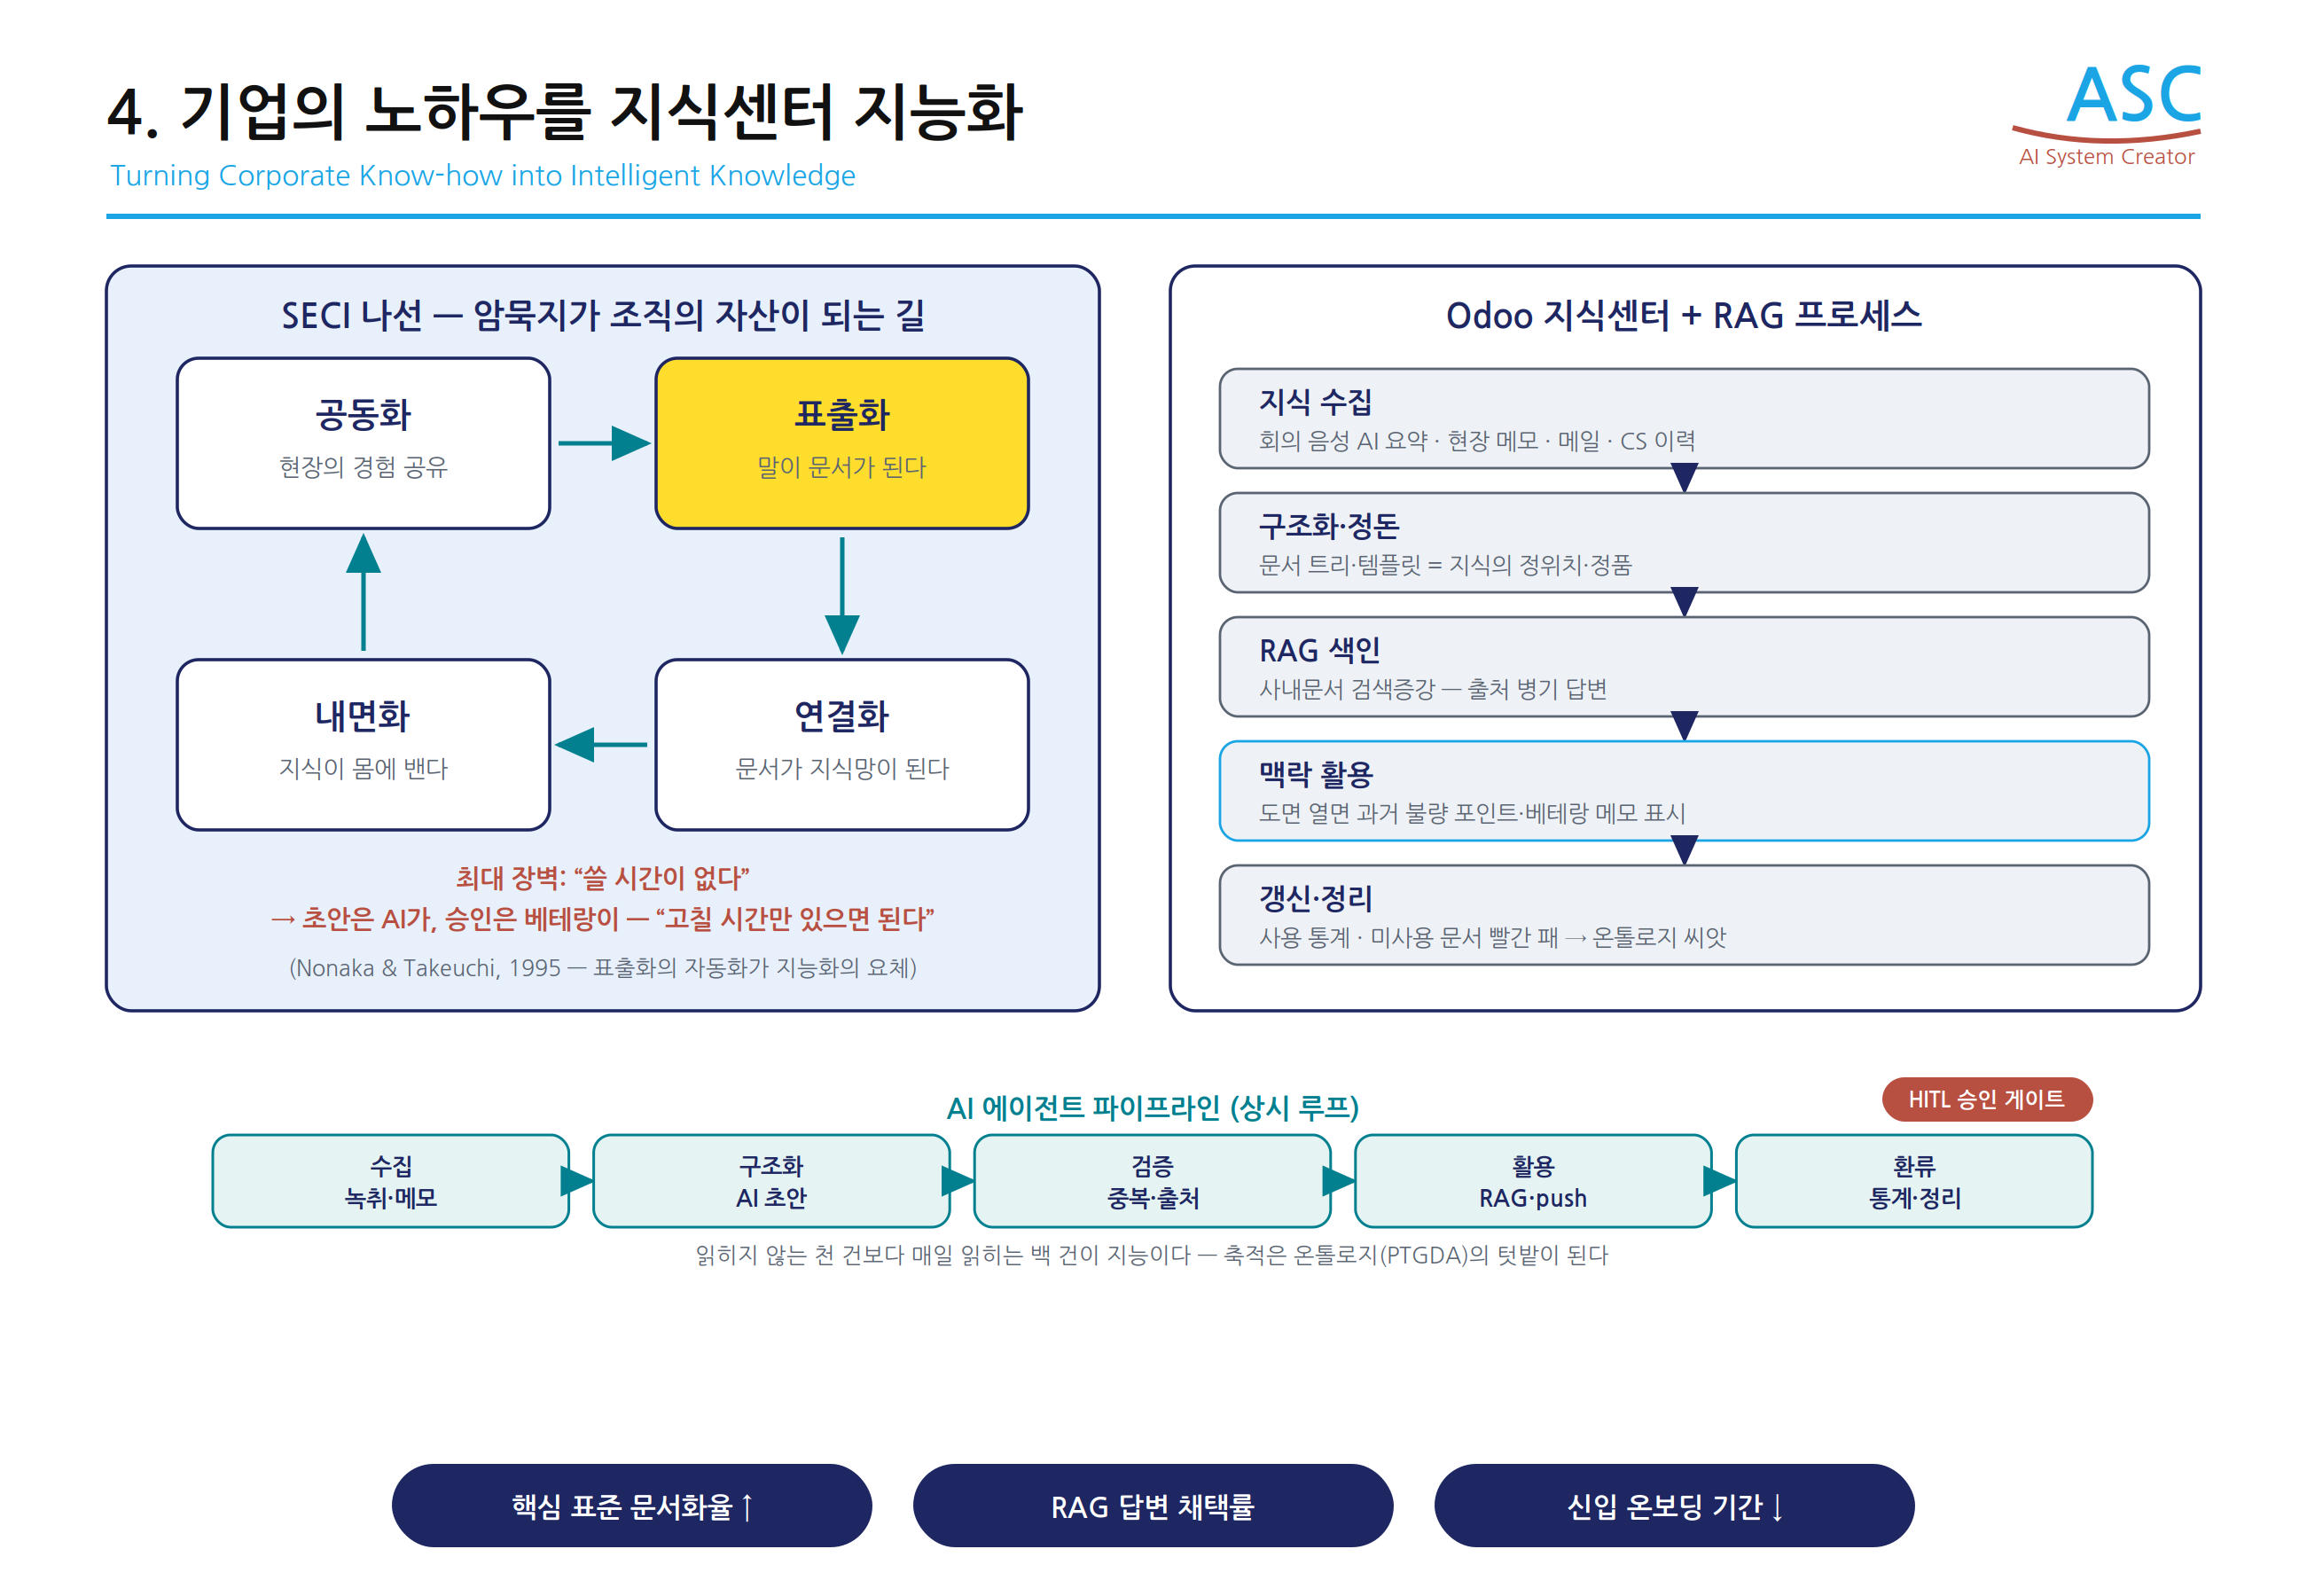 4. 기업의 노하우를 지식센터 지능화
Turning Corporate Know-how into Intelligent Knowledge
ASC
AI System Creator
SECI 나선 — 암묵지가 조직의 자산이 되는 길
공동화
현장의 경험 공유
표출화
말이 문서가 된다
내면화
지식이 몸에 밴다
연결화
문서가 지식망이 된다
최대 장벽: “쓸 시간이 없다”
→ 초안은 AI가, 승인은 베테랑이 — “고칠 시간만 있으면 된다”
(Nonaka & Takeuchi, 1995 — 표출화의 자동화가 지능화의 요체)
Odoo 지식센터 + RAG 프로세스
지식 수집
회의 음성 AI 요약 · 현장 메모 · 메일 · CS 이력
구조화·정돈
문서 트리·템플릿 = 지식의 정위치·정품
RAG 색인
사내문서 검색증강 — 출처 병기 답변
맥락 활용
도면 열면 과거 불량 포인트·베테랑 메모 표시
갱신·정리
사용 통계 · 미사용 문서 빨간 패 → 온톨로지 씨앗
AI 에이전트 파이프라인 (상시 루프)
HITL 승인 게이트
수집
녹취·메모
구조화
AI 초안
검증
중복·출처
활용
RAG·push
환류
통계·정리
읽히지 않는 천 건보다 매일 읽히는 백 건이 지능이다 — 축적은 온톨로지(PTGDA)의 텃밭이 된다
핵심 표준 문서화율 ↑
RAG 답변 채택률
신입 온보딩 기간 ↓